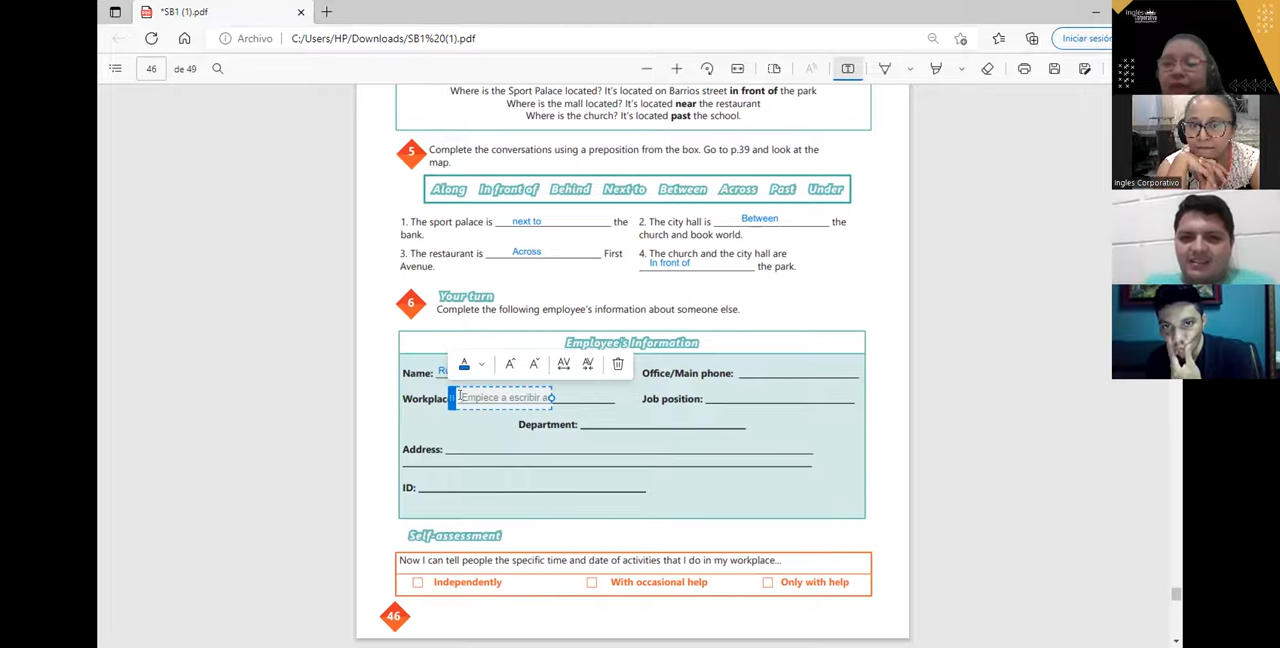 *SB1 (1).pdf
Archivo
C:/Users/HP/Downloads/SB1%20(1).pdf
Iniciar sesión
46 de 49
Where is the Sport Palace located? It's located on Barrios street in front of the park
Where is the mall located? It's located near the restaurant
Where is the church? It's located past the school.
5 Complete the conversations using a preposition from the box. Go to p.39 and look at the
map.
Along In front of Behind Next to Between Across Past Under
1. The sport palace is next to the
bank.
2. The city hall is Between the
church and book world.
3. The restaurant is Across First
Avenue.
4. The church and the city hall are
In front of the park.
6 Your turn
Complete the following employee's information about someone else.
Employee's Information
Name:
Office/Main phone:
Empiece a escribir
Job position:
Department:
Address:
ID:
Self-assessment
Now I can tell people the specific time and date of activities that I do in my workplace...
Independently
With occasional help
Only with help
46
Inglés
Corporativo
Ingles Corporativo